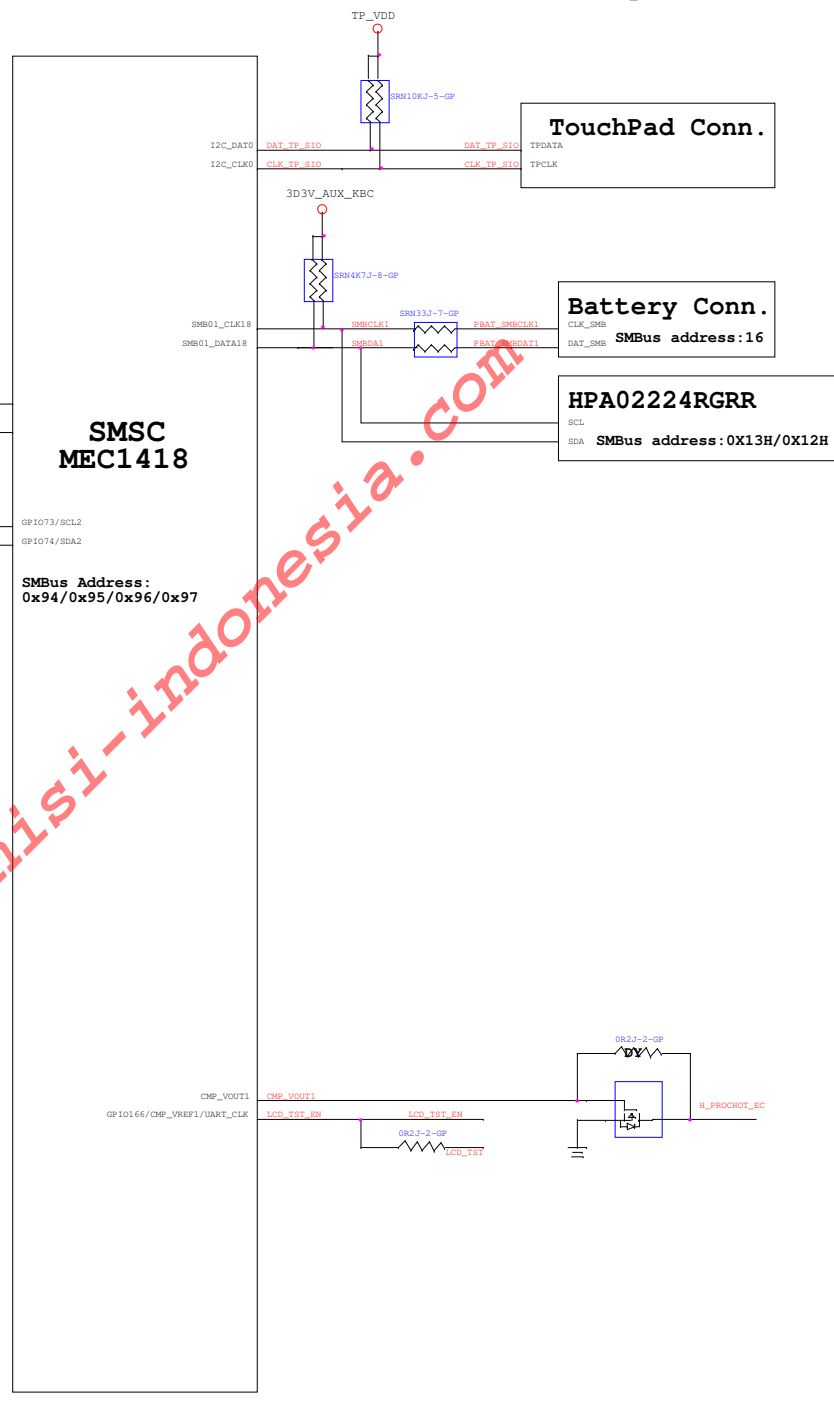 TP_VDD
SRN10KJ-5-GP
TouchPad Conn.
I2C_DAT0 DAT_TP_SIO DAT_TP_SIO TPDATA
I2C_CLK0 CLK_TP_SIO CLK_TP_SIO TPCLK
3D3V_AUX_KBC
SRN4K7J-8-GP
SRN33J-7-GP
Battery Conn.
SMB01_CLK18 SMBCLK1 PBAT_SMBCLK1 CLK_SMB
SMB01_DATA18 SMBDA1 PBAT_SMBDAT1 DAT_SMB SMBus address:16
HPA02224RGRR
SCL
SDA SMBus address:0X13H/0X12H
SMSC
MEC1418
GPIO73/SCL2
GPIO74/SDA2
SMBus Address:
0x94/0x95/0x96/0x97
nisi-indonesia.com
0R2J-2-GP
DY
CMP_VOUT1 CMP_VOUT1
H_PROCHOT_EC
GPIO166/CMP_VREF1/UART_CLK LCD_TST_EN LCD_TST_EN
0R2J-2-GP
LCD_TST